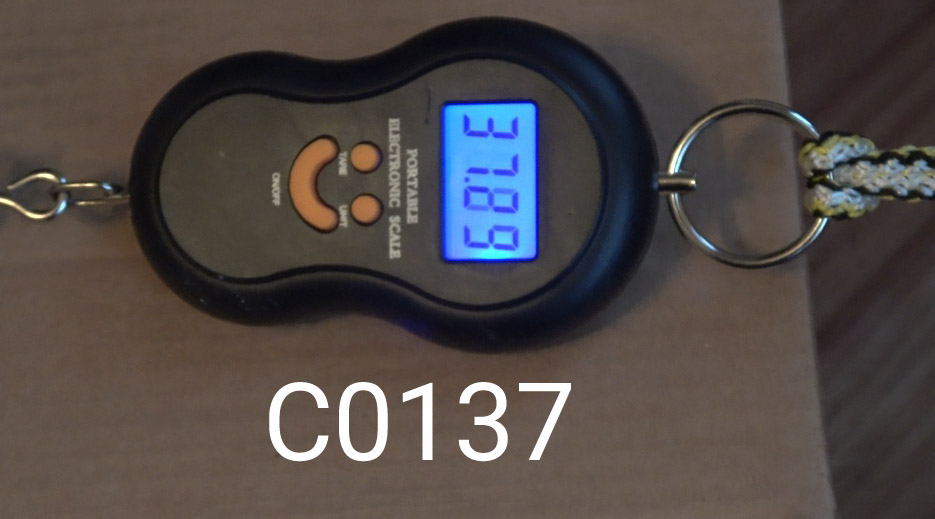 37.89
PORTABLE
ELECTRONIC SCALE
TARE UNIT
ON/OFF
C0137